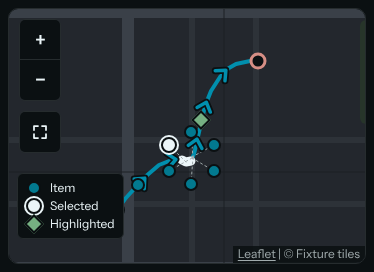 +
−
Item
Selected
Highlighted
Leaflet | © Fixture tiles